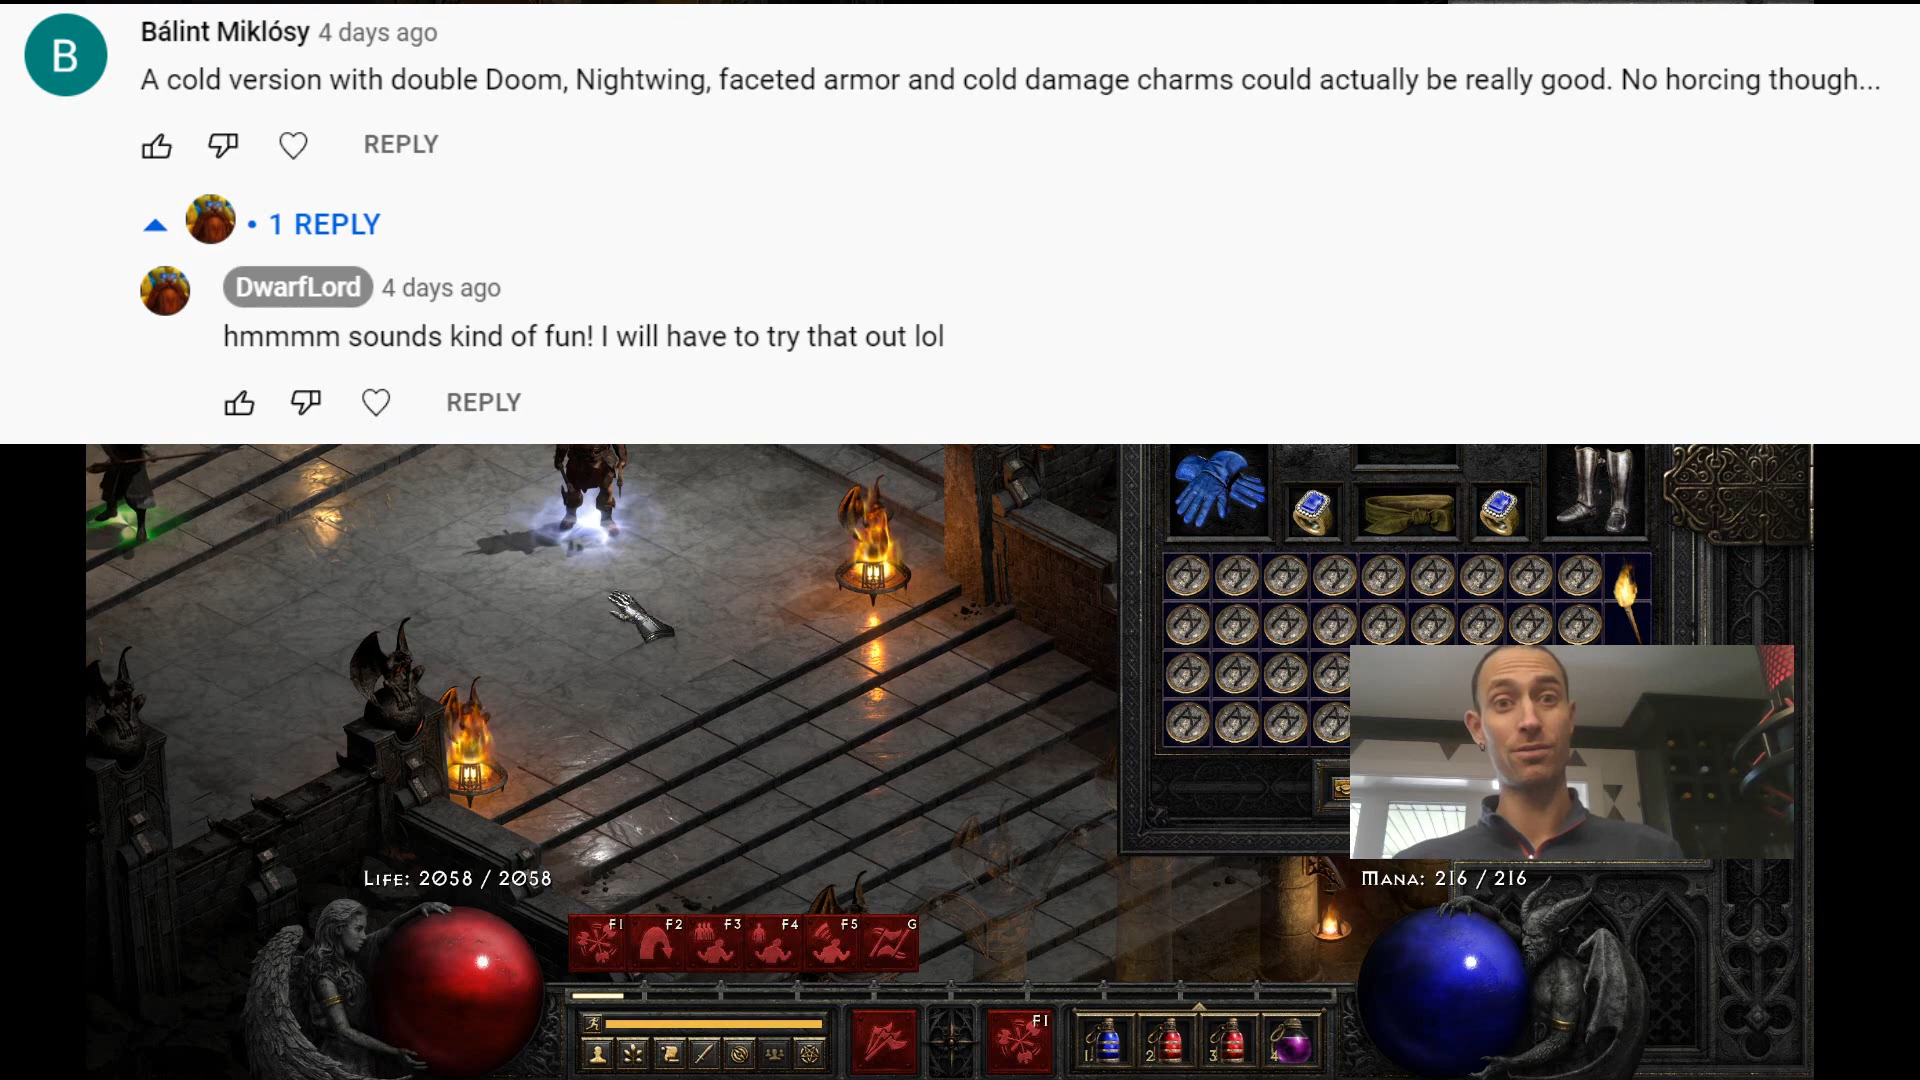 B
Bálint Miklósy 4 days ago
A cold version with double Doom, Nightwing, faceted armor and cold damage charms could actually be really good. No horcing though...
REPLY
• 1 REPLY
DwarfLord 4 days ago
hmmmm sounds kind of fun! I will have to try that out lol
REPLY
Life: 2058 / 2058
Mana: 216 / 216
F1 F2 F3 F4 F5 G
F1
1 2 3 4